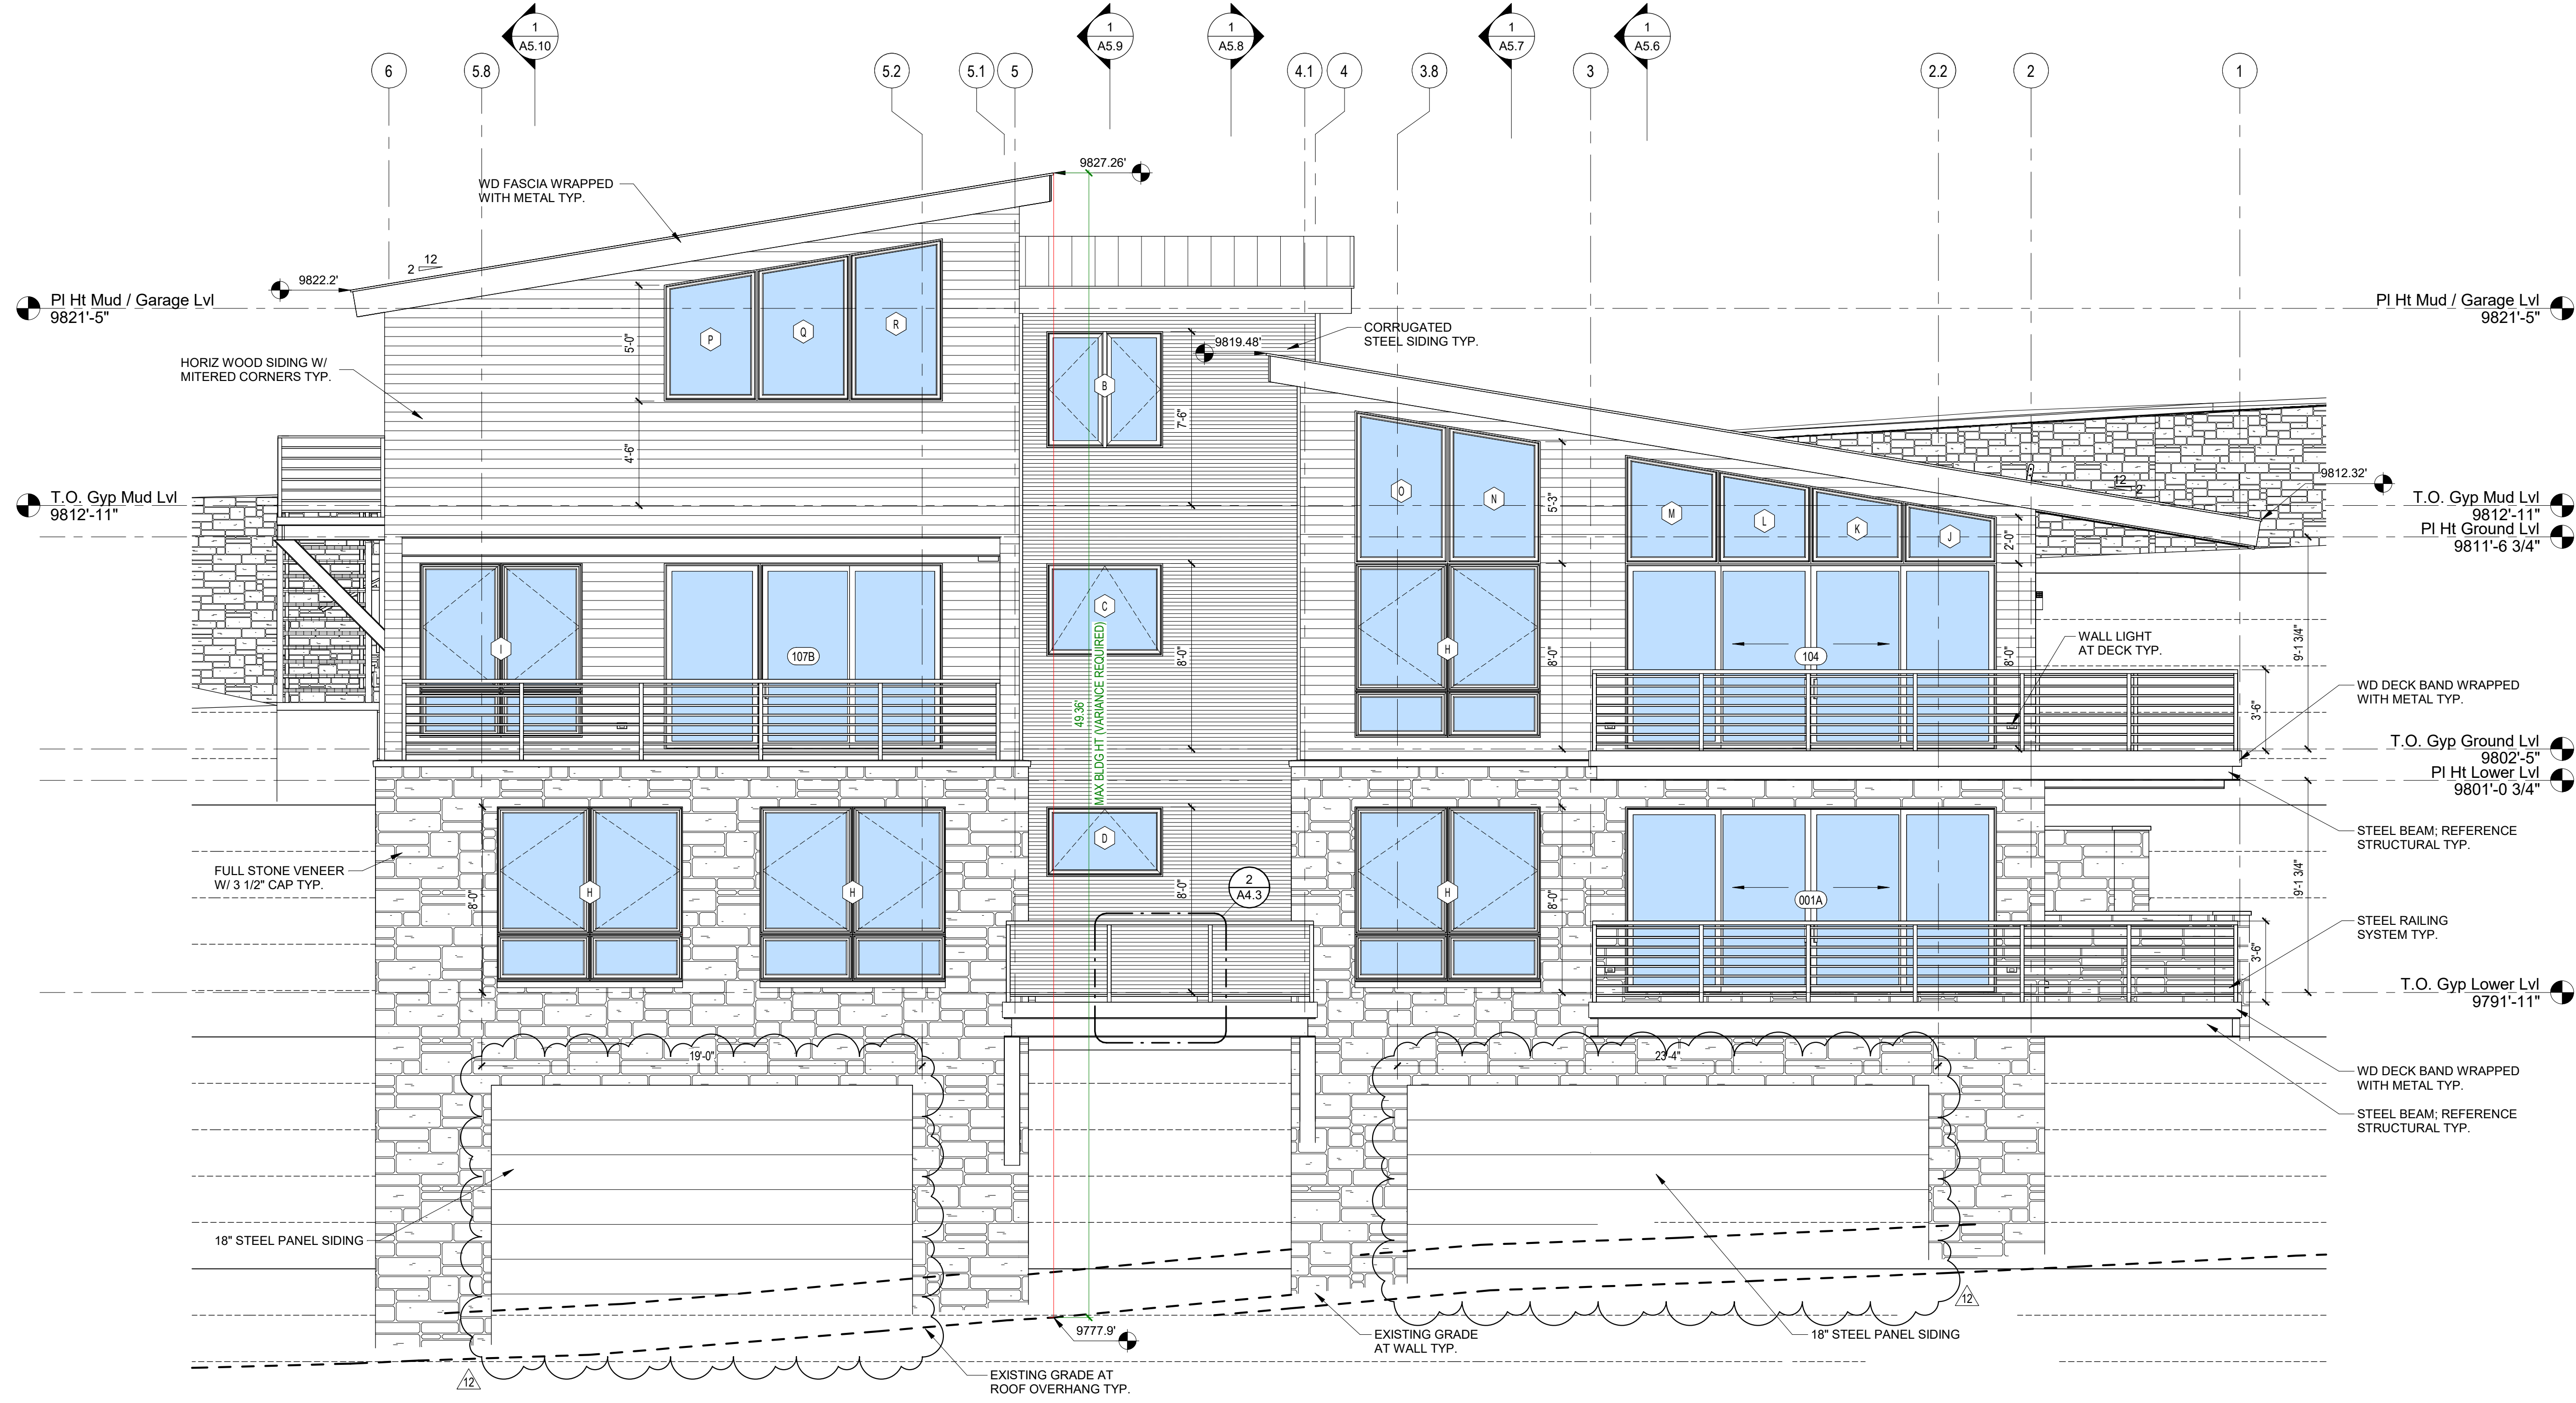 1
A5.10
1
A5.9
1
A5.8
1
A5.7
1
A5.6
6
5.8
5.2
5.1
5
4.1
4
3.8
3
2.2
2
1
9827.26'
WD FASCIA WRAPPED
WITH METAL TYP.
12
2
9822.2'
Pl Ht Mud / Garage Lvl
9821'-5"
Pl Ht Mud / Garage Lvl
9821'-5"
P
Q
R
5'-0"
4'-6"
B
7'-6"
9819.48'
CORRUGATED
STEEL SIDING TYP.
HORIZ WOOD SIDING W/
MITERED CORNERS TYP.
T.O. Gyp Mud Lvl
9812'-11"
O
N
5'-3"
M
L
K
J
2'-0"
12
2
9812.32'
T.O. Gyp Mud Lvl
9812'-11"
Pl Ht Ground Lvl
9811'-6 3/4"
I
107B
C
8'-0"
H
8'-0"
104
8'-0"
9'-1 3/4"
WALL LIGHT
AT DECK TYP.
49.36'
MAX BLDG HT (VARIANCE REQUIRED)
3'-6"
WD DECK BAND WRAPPED
WITH METAL TYP.
T.O. Gyp Ground Lvl
9802'-5"
Pl Ht Lower Lvl
9801'-0 3/4"
STEEL BEAM; REFERENCE
STRUCTURAL TYP.
FULL STONE VENEER
W/ 3 1/2" CAP TYP.
8'-0"
H
H
D
8'-0"
2
A4.3
H
8'-0"
001A
9'-1 3/4"
STEEL RAILING
SYSTEM TYP.
3'-6"
T.O. Gyp Lower Lvl
9791'-11"
19'-0"
23'-4"
WD DECK BAND WRAPPED
WITH METAL TYP.
STEEL BEAM; REFERENCE
STRUCTURAL TYP.
18" STEEL PANEL SIDING
12
9777.9'
EXISTING GRADE
AT WALL TYP.
18" STEEL PANEL SIDING
12
EXISTING GRADE AT
ROOF OVERHANG TYP.